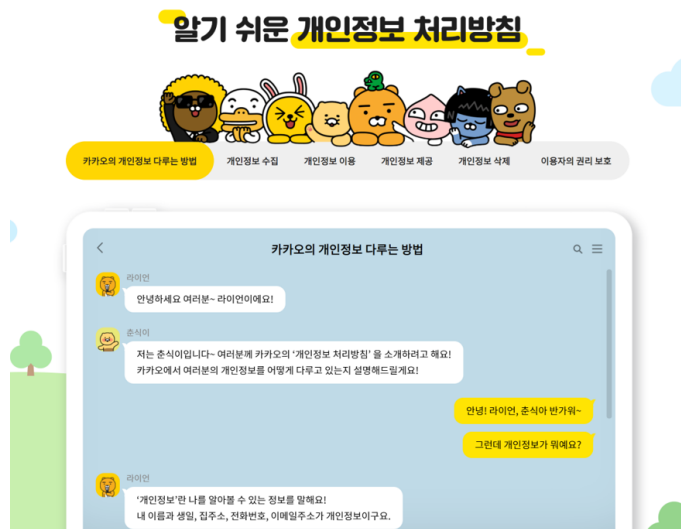 알기 쉬운 개인정보 처리방침
카카오의 개인정보 다루는 방법 개인정보 수집 개인정보 이용 개인정보 제공 개인정보 삭제 이용자의 권리 보호
카카오의 개인정보 다루는 방법
라이언
안녕하세요 여러분~ 라이언이에요!
춘식이
저는 춘식이입니다~ 여러분께 카카오의 ‘개인정보 처리방침’ 을 소개하려고 해요!
카카오에서 여러분의 개인정보를 어떻게 다루고 있는지 설명해드릴게요!
안녕! 라이언, 춘식아 반가워~
그런데 개인정보가 뭐예요?
라이언
‘개인정보’란 나를 알아볼 수 있는 정보를 말해요!
내 이름과 생일, 집주소, 전화번호, 이메일주소가 개인정보이구요.